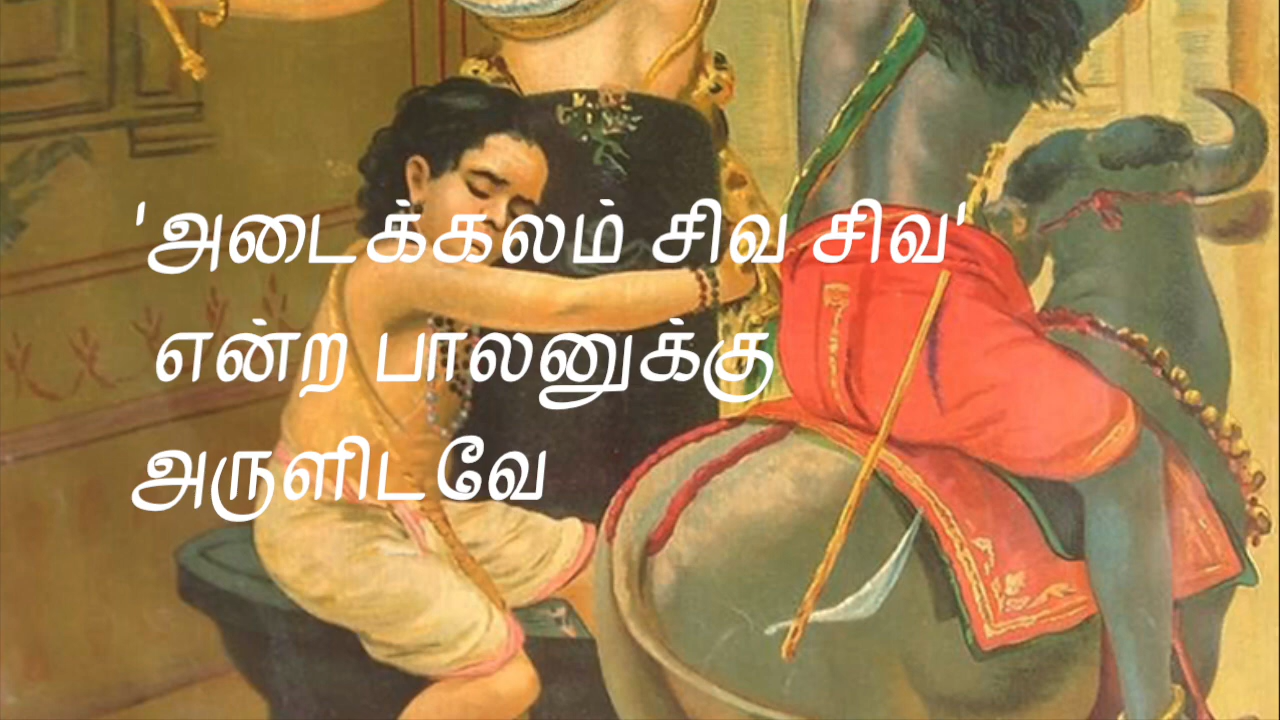 'அடைக்கலம் சிவ சிவ'
என்ற பாலனுக்கு
அருளிடவே